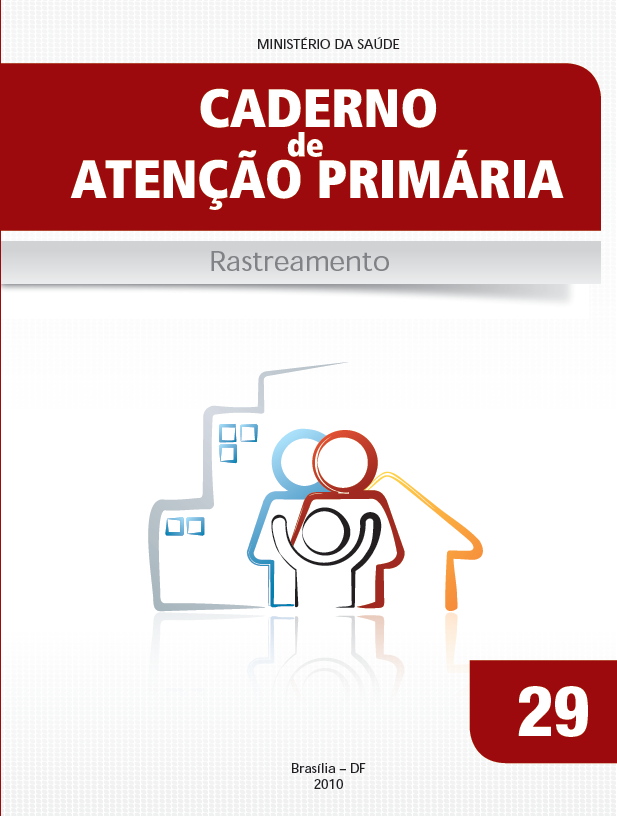 MINISTÉRIO DA SAÚDE
CADERNO
de
ATENÇÃO PRIMÁRIA
Rastreamento
29
Brasília – DF
2010